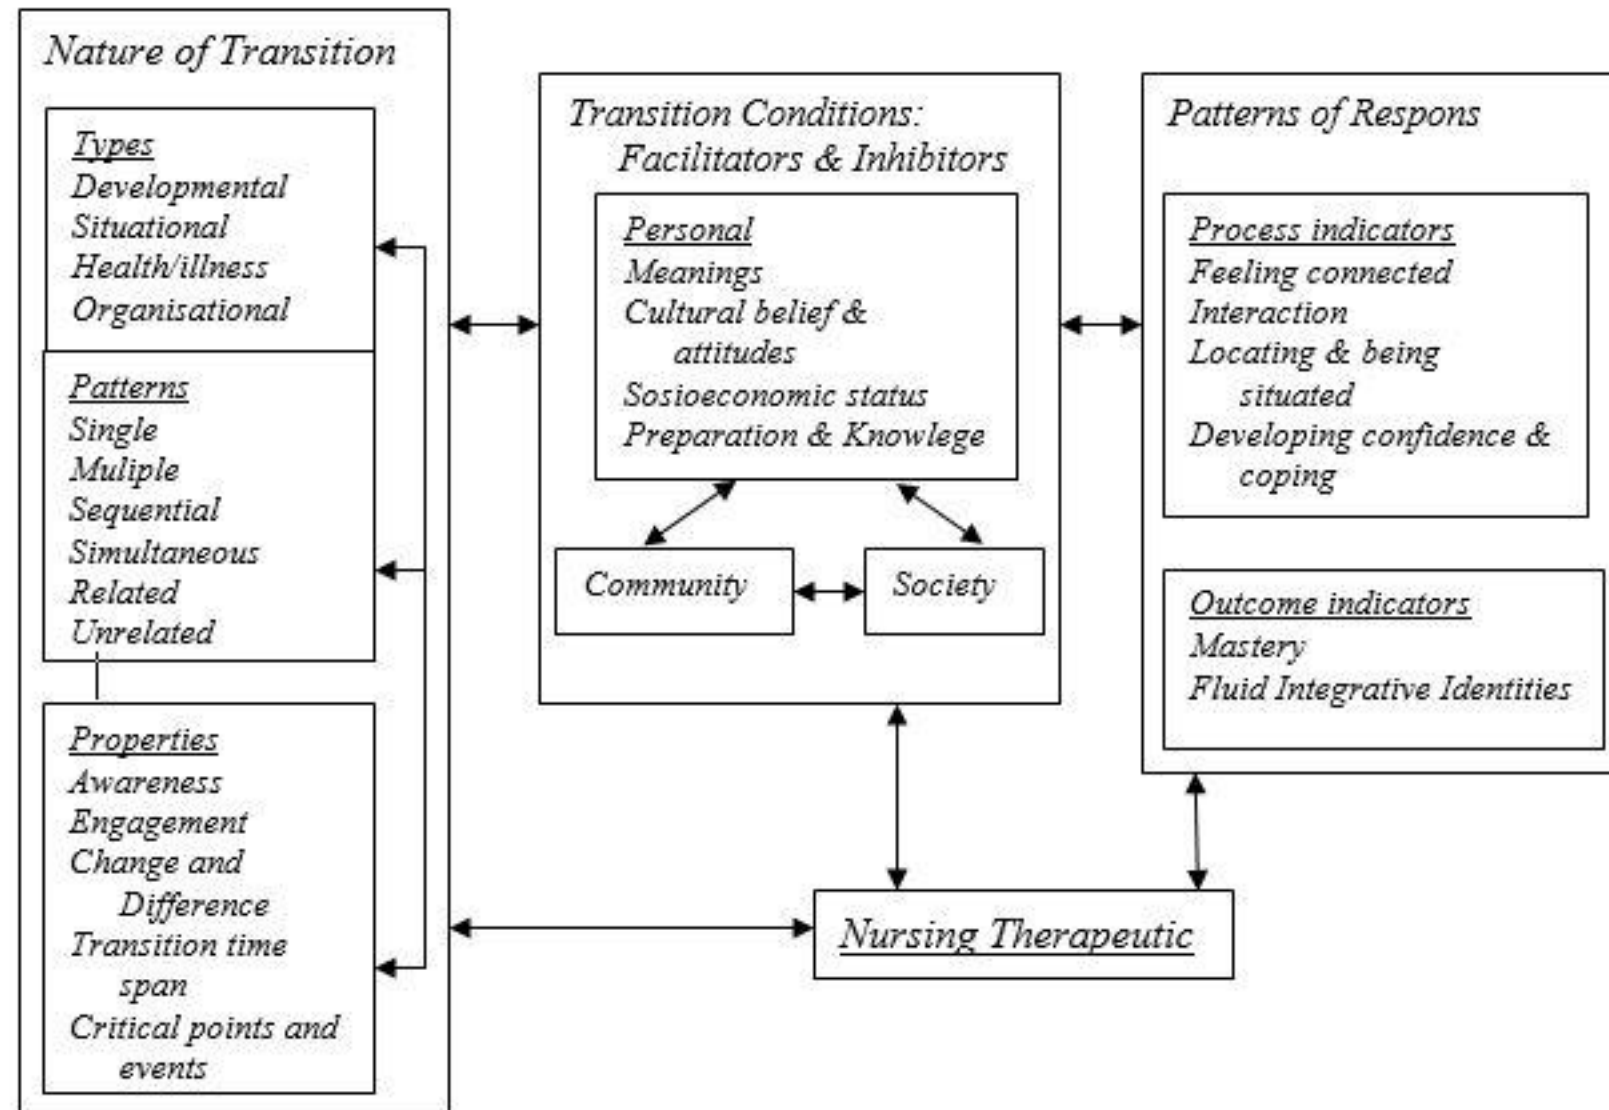 Nature of Transition
Types
Developmental
Situational
Health/illness
Organisational
Patterns
Single
Muliple
Sequential
Simultaneous
Related
Unrelated
Properties
Awareness
Engagement
Change and
Difference
Transition time
span
Critical points and
events
Transition Conditions:
Facilitators & Inhibitors
Personal
Meanings
Cultural belief &
attitudes
Sosioeconomic status
Preparation & Knowlege
Community
Society
Patterns of Respons
Process indicators
Feeling connected
Interaction
Locating & being
situated
Developing confidence &
coping
Outcome indicators
Mastery
Fluid Integrative Identities
Nursing Therapeutic